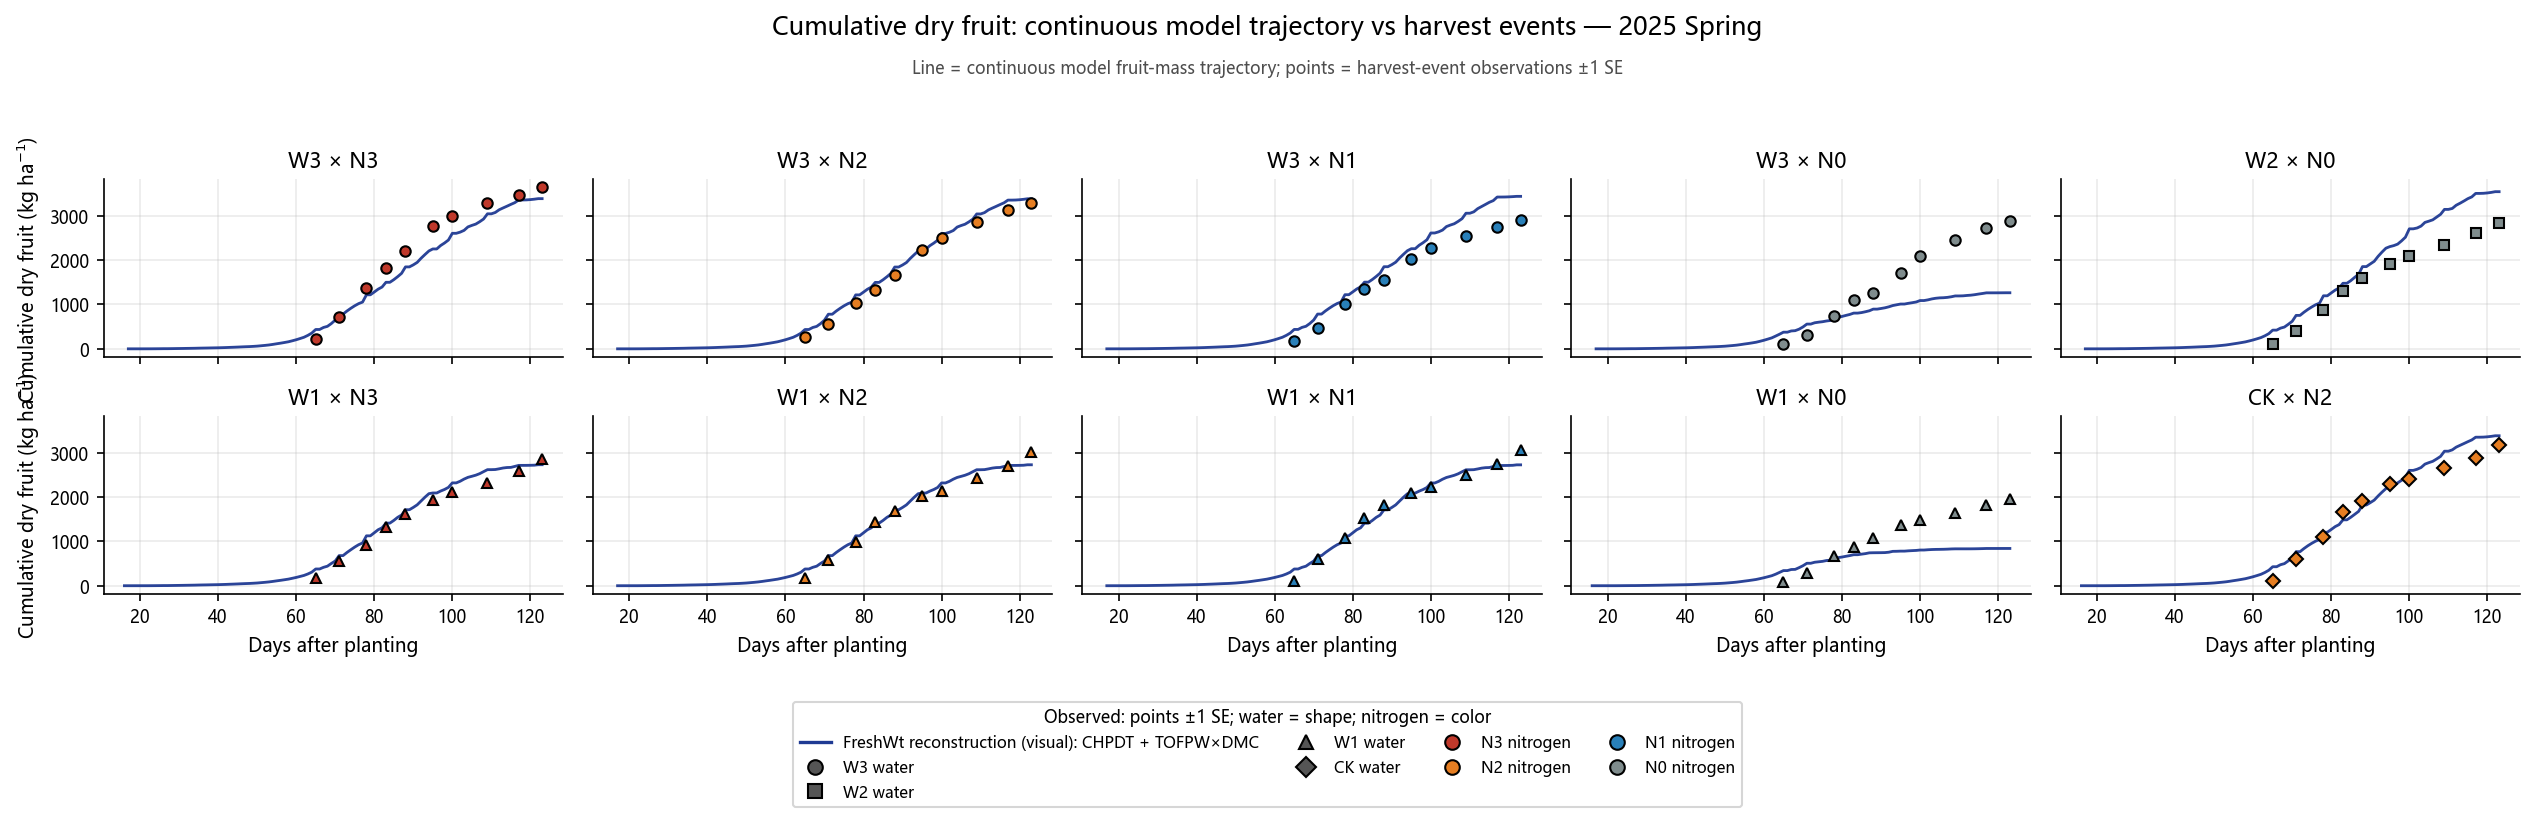 Cumulative dry fruit: continuous model trajectory vs harvest events — 2025 Spring
Line = continuous model fruit-mass trajectory; points = harvest-event observations ±1 SE
Cumulative dry fruit (kg ha⁻¹)
W3 × N3
W3 × N2
W3 × N1
W3 × N0
W2 × N0
3000
2000
1000
0
Cumulative dry fruit (kg ha⁻¹)
W1 × N3
W1 × N2
W1 × N1
W1 × N0
CK × N2
3000
2000
1000
0
20 40 60 80 100 120
20 40 60 80 100 120
20 40 60 80 100 120
20 40 60 80 100 120
20 40 60 80 100 120
Days after planting
Days after planting
Days after planting
Days after planting
Days after planting
Observed: points ±1 SE; water = shape; nitrogen = color
FreshWt reconstruction (visual): CHPDT + TOFPW×DMC
W3 water
W2 water
W1 water
CK water
N3 nitrogen
N2 nitrogen
N1 nitrogen
N0 nitrogen